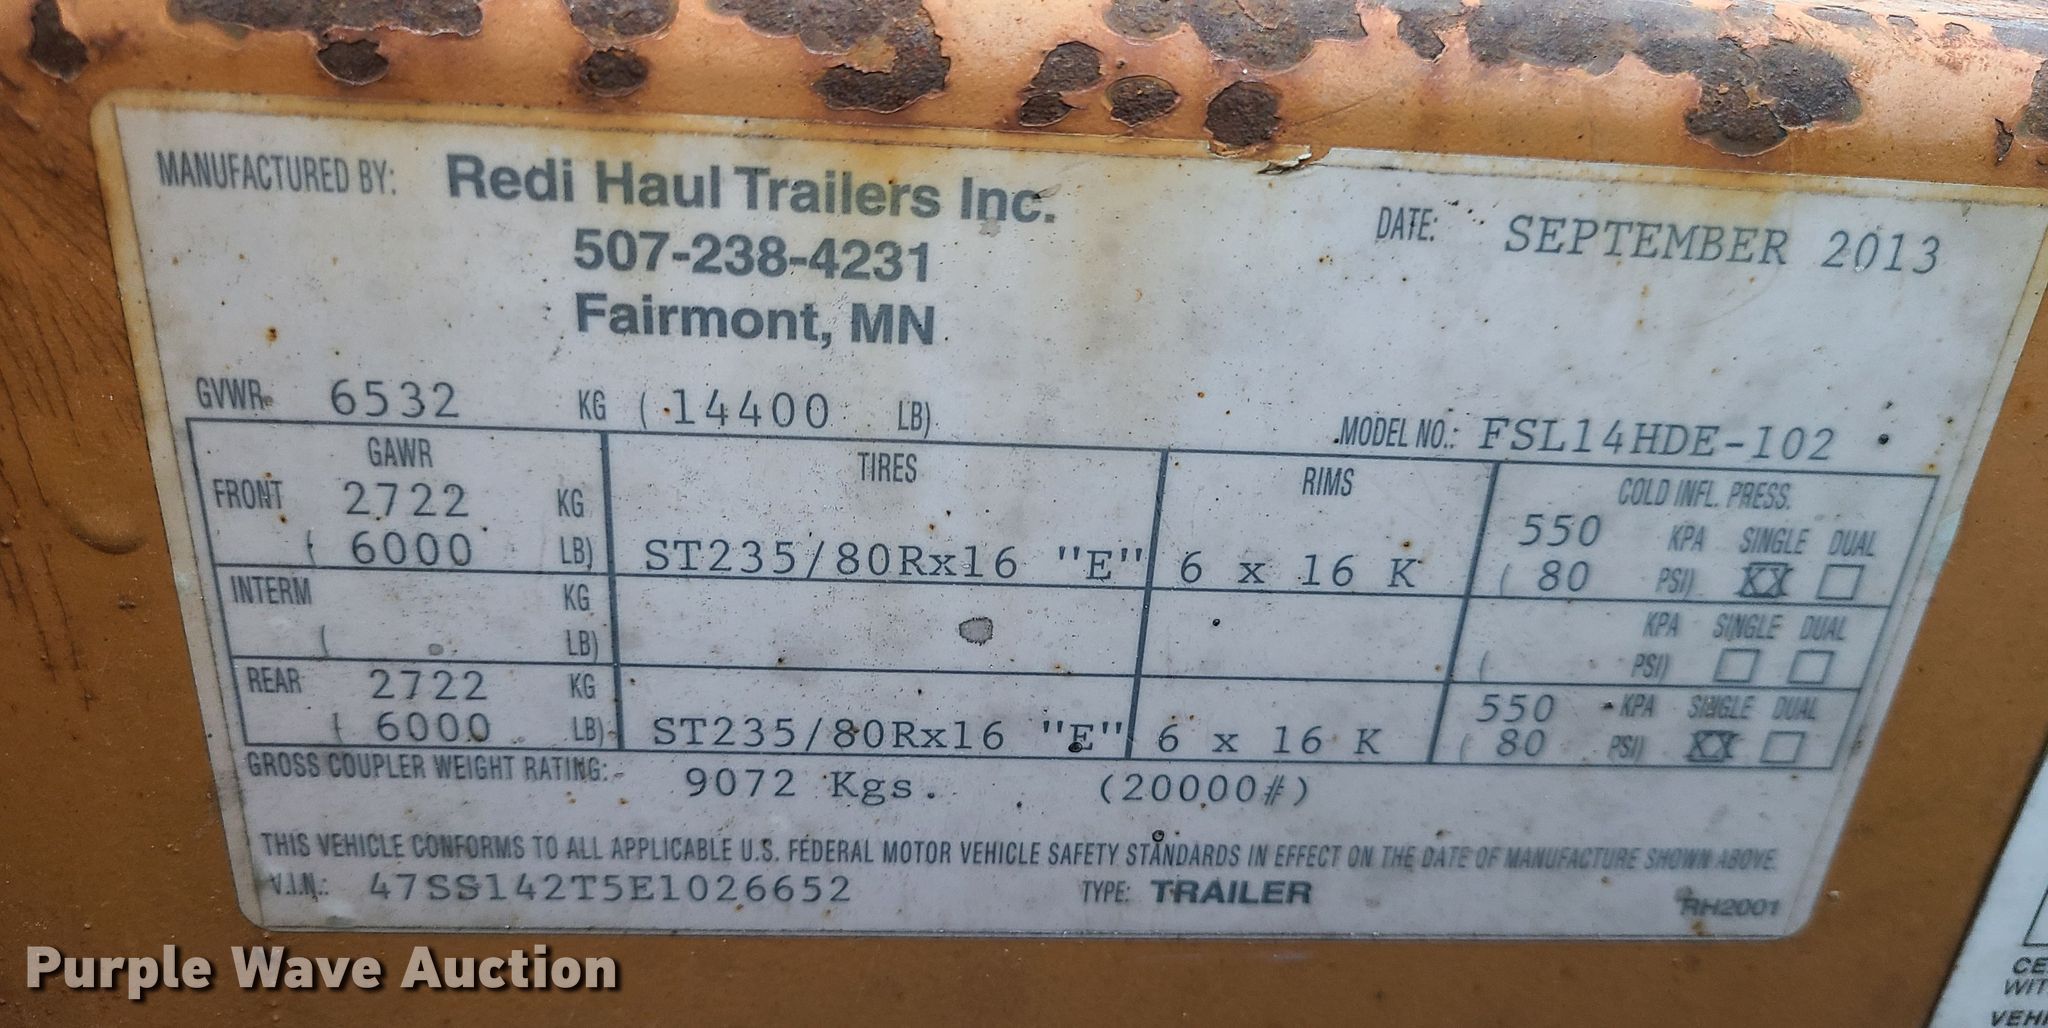 MANUFACTURED BY: Redi Haul Trailers Inc.
507-238-4231
Fairmont, MN
DATE: SEPTEMBER 2013
GVWR 6532 KG (14400 LB)
MODEL NO.: FSL14HDE-102
GAWR TIRES RIMS COLD INFL. PRESS.
FRONT 2722 KG 550 KPA SINGLE DUAL
(6000 LB) ST235/80Rx16 "E" 6 x 16 K (80 PSI) XX
INTERM KG KPA SINGLE DUAL
( LB) ( PSI)
REAR 2722 KG 550 KPA SINGLE DUAL
(6000 LB) ST235/80Rx16 "E" 6 x 16 K (80 PSI) XX
GROSS COUPLER WEIGHT RATING: 9072 Kgs. (20000#)
THIS VEHICLE CONFORMS TO ALL APPLICABLE U.S. FEDERAL MOTOR VEHICLE SAFETY STANDARDS IN EFFECT ON THE DATE OF MANUFACTURE SHOWN ABOVE.
V.I.N.: 47SS142T5E1026652 TYPE: TRAILER RH2001
Purple Wave Auction
CE
WIT
VEHI